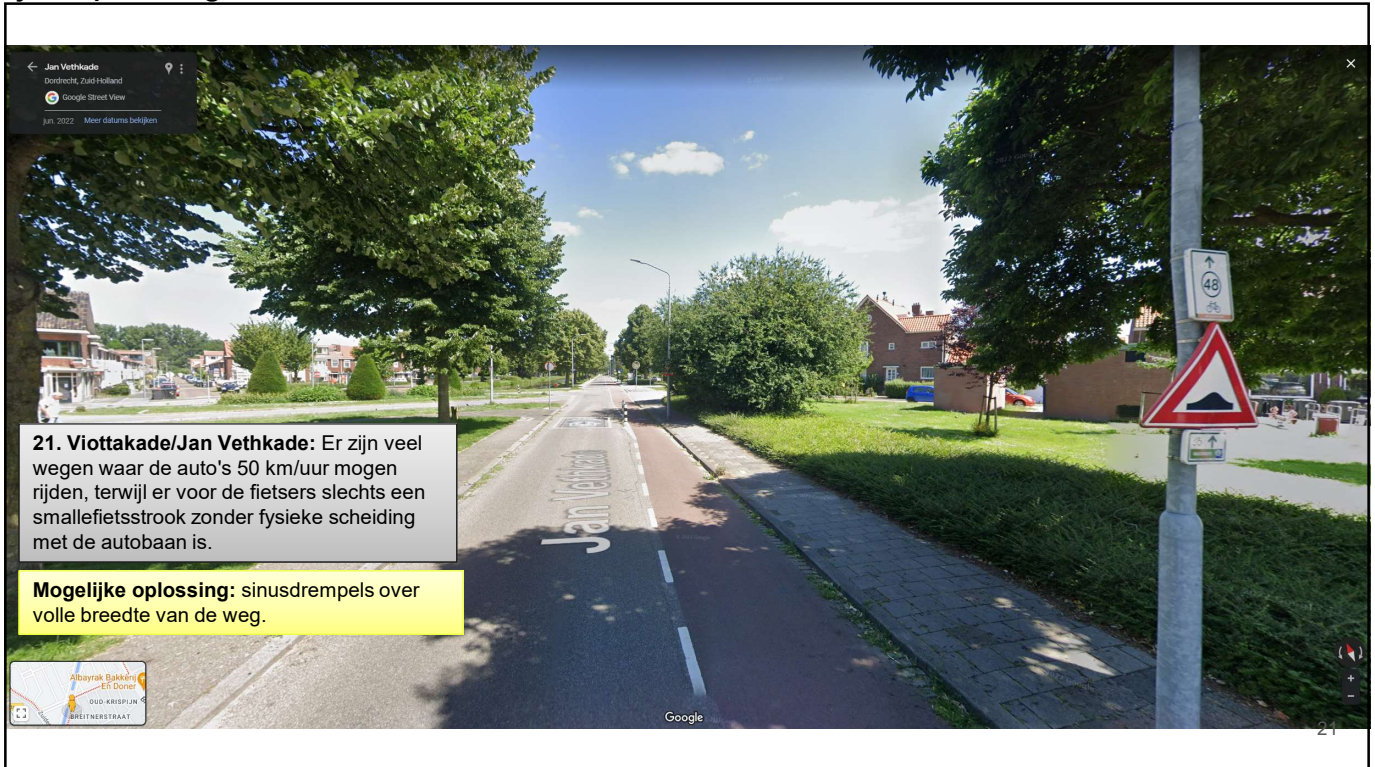 Jan Vethkade
Dordrecht, Zuid-Holland
Google Street View
jun. 2022 Meer datums bekijken
48
Jan Vethkade
21. Viottakade/Jan Vethkade: Er zijn veel
wegen waar de auto's 50 km/uur mogen
rijden, terwijl er voor de fietsers slechts een
smallefietsstrook zonder fysieke scheiding
met de autobaan is.
Mogelijke oplossing: sinusdrempels over
volle breedte van de weg.
Albayrak Bakkerij
En Doner
OUD-KRISPIJN
BREITNERSTRAAT
Google
21